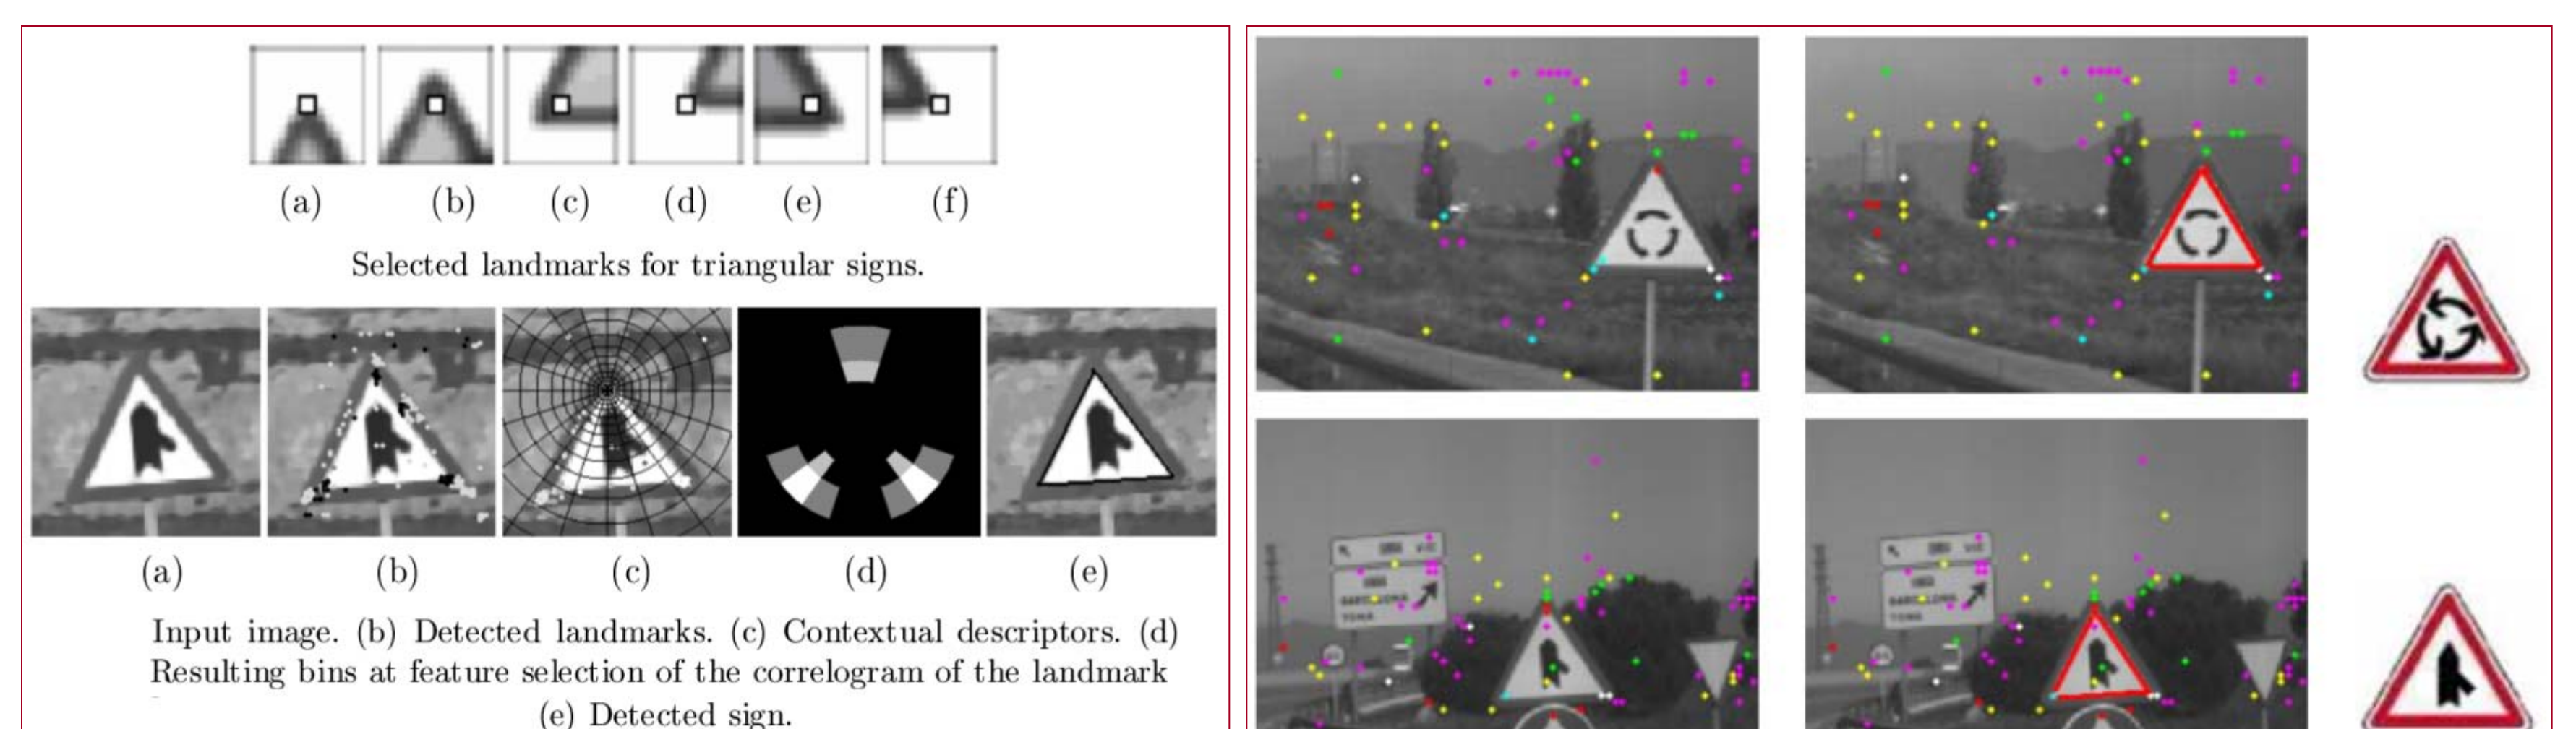 (a) (b) (c) (d) (e) (f)
Selected landmarks for triangular signs.
(a) (b) (c) (d) (e)
Input image. (b) Detected landmarks. (c) Contextual descriptors. (d)
Resulting bins at feature selection of the correlogram of the landmark
(e) Detected sign.